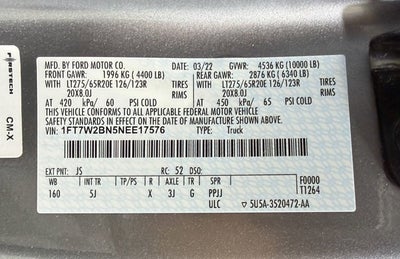 FIRSTECH
CM-X
MFD. BY FORD MOTOR CO.
03/22 GVWR: 4536 KG (10000 LB)
FRONT GAWR: 1996 KG ( 4400 LB)
REAR GAWR: 2876 KG ( 6340 LB)
WITH LT275/65R20E 126/123R TIRES WITH LT275/65R20E 126/123R TIRES
20X8.0J RIMS 20X8.0J RIMS
AT 420 kPa/ 60 PSI COLD AT 450 kPa/ 65 PSI COLD
THIS VEHICLE CONFORMS TO ALL APPLICABLE FEDERAL MOTOR VEHICLE
SAFETY STANDARDS IN EFFECT ON THE DATE OF MANUFACTURE SHOWN ABOVE.
VIN: 1FT7W2BN5NEE17576 TYPE: Truck
EXT PNT: JS RC: 52 DSO: F0000
WB INT TR TP/PS R AXLE TR SPR T1264
160 5J X 3J G PPJJ
ULC 5U5A-3520472-AA